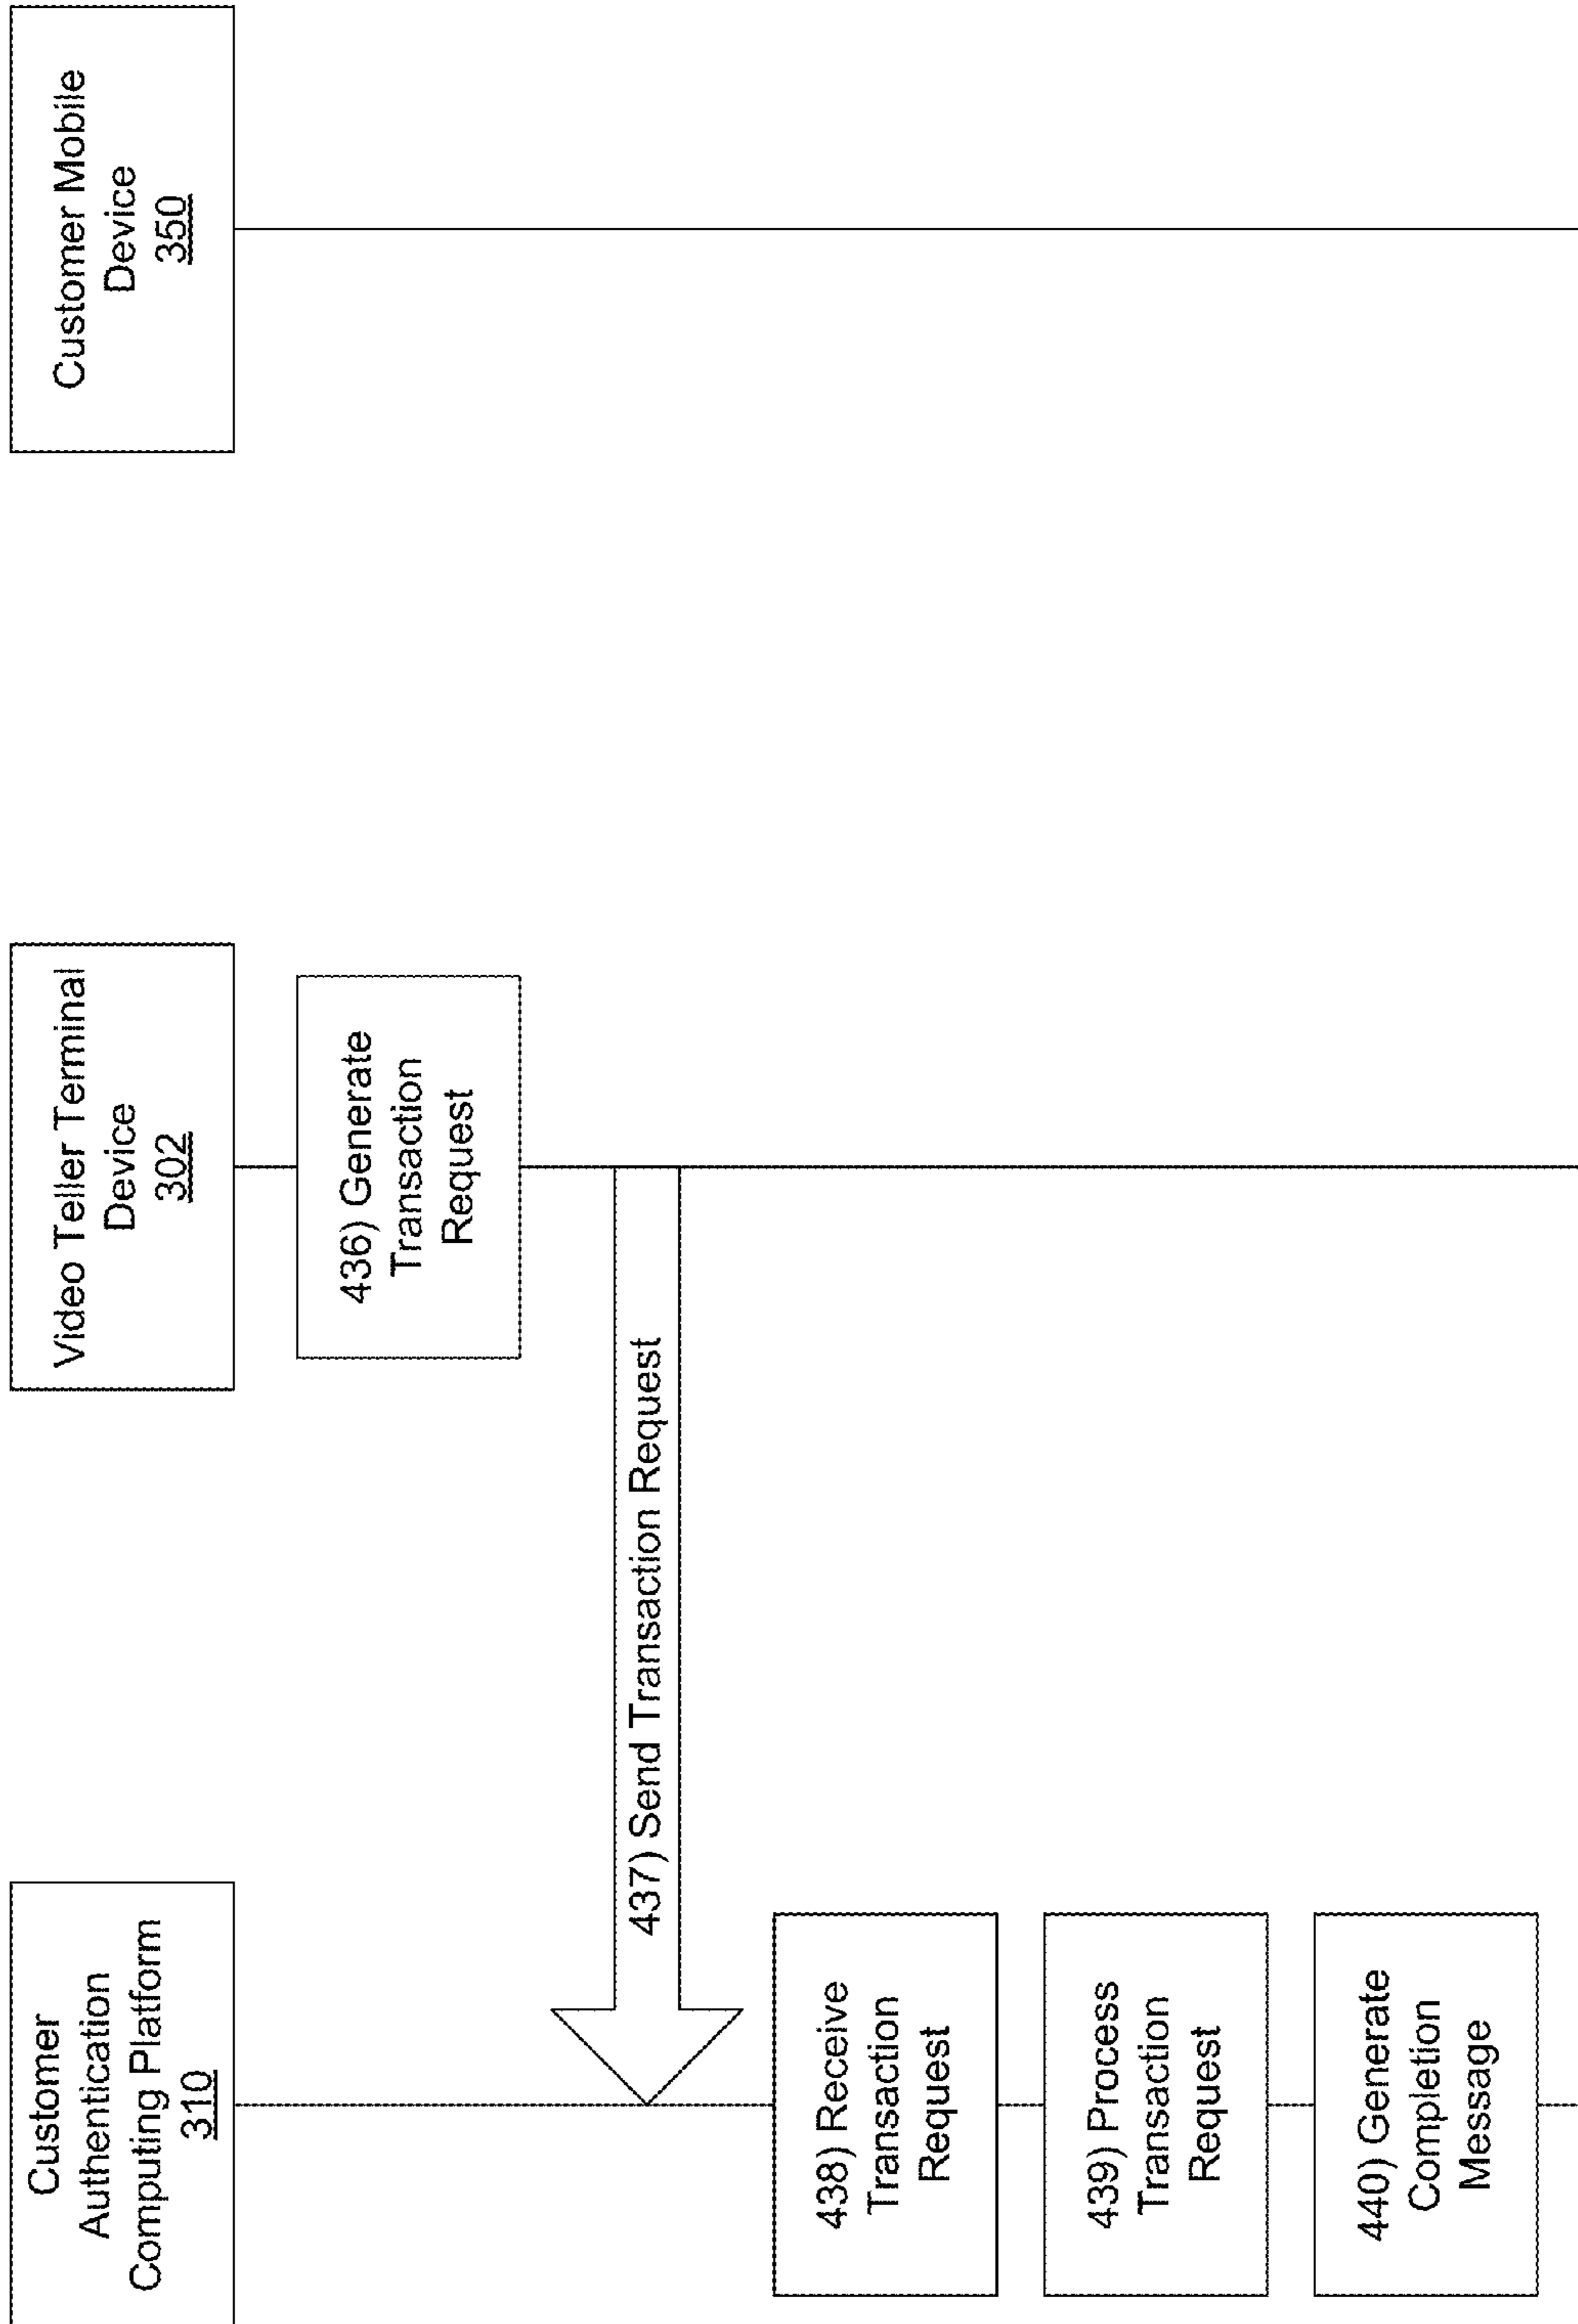 Customer
Authentication
Computing Platform
310
Video Teller Terminal
Device
302
Customer Mobile
Device
350
436) Generate
Transaction
Request
437) Send Transaction Request
438) Receive
Transaction
Request
439) Process
Transaction
Request
440) Generate
Completion
Message